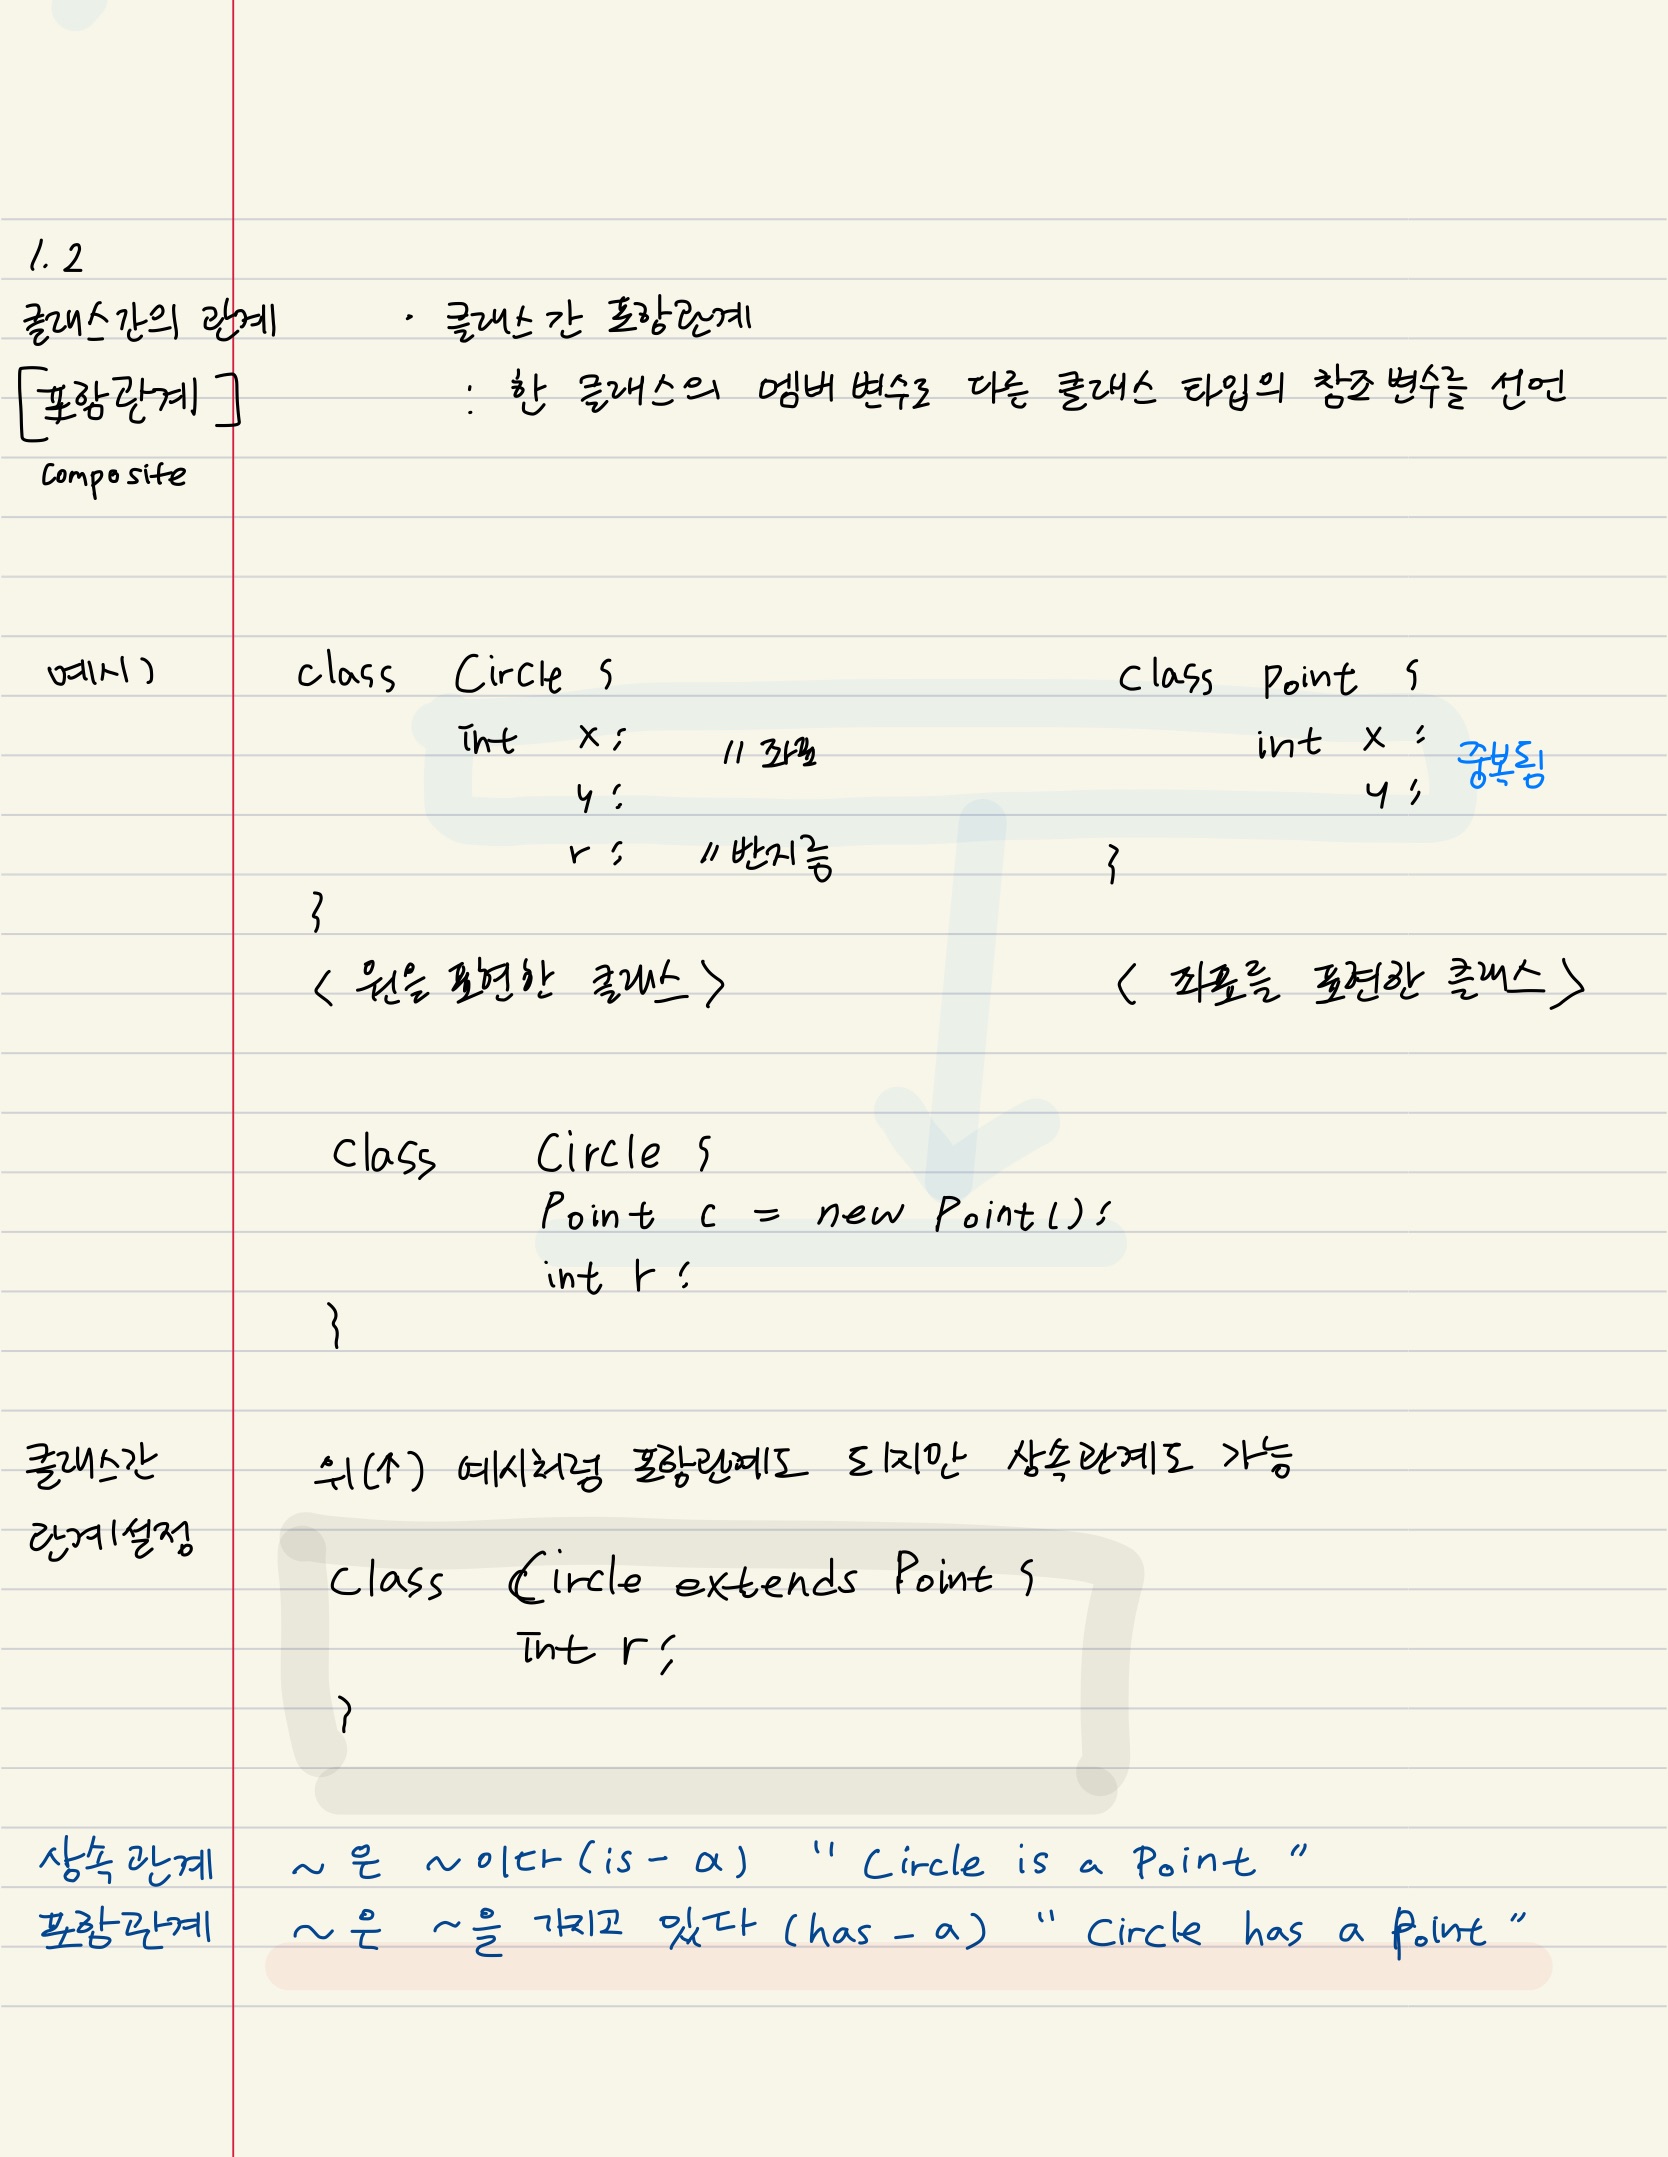 1.2
클래스간의 관계
[포함관계]
composite
· 클래스 간 포함관계
: 한 클래스의 멤버 변수로 다른 클래스 타입의 참조 변수를 선언
예시)
class Circle {
int x; // 좌표
y;
r; // 반지름
}
< 원을 표현한 클래스 >
class Point {
int x;
y;
중복됨
}
< 좌표를 표현한 클래스 >
class Circle {
Point c = new Point();
int r;
}
클래스간
관계설정
위(↑) 예시처럼 포함관계도 되지만 상속관계도 가능
class Circle extends Point {
int r;
}
상속관계 ~은 ~이다 (is-a) "Circle is a Point"
포함관계 ~은 ~을 가지고 있다 (has-a) "Circle has a Point"